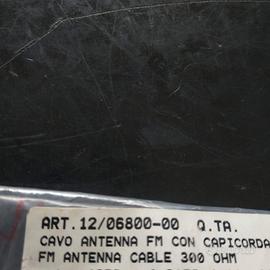 ART.12/06800-00 Q.TA.
CAVO ANTENNA FM CON CAPICORDA
FM ANTENNA CABLE 300 OHM